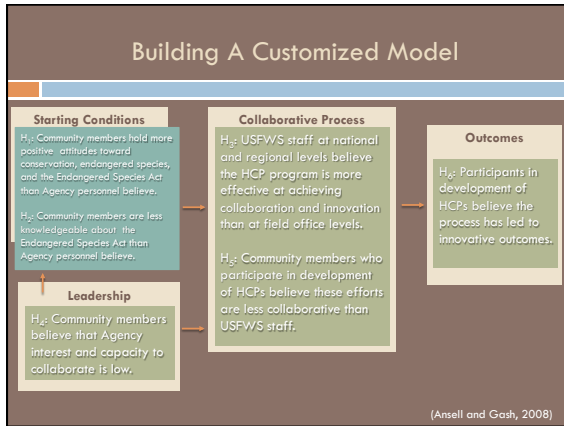 Building A Customized Model
Starting Conditions
H₁: Community members hold more
positive attitudes toward
conservation, endangered species,
and the Endangered Species Act
than Agency personnel believe.
H₂: Community members are less
knowledgeable about the
Endangered Species Act than
Agency personnel believe.
Leadership
H₄: Community members
believe that Agency
interest and capacity to
collaborate is low.
Collaborative Process
H₃: USFWS staff at national
and regional levels believe
the HCP program is more
effective at achieving
collaboration and innovation
than at field office levels.
H₅: Community members who
participate in development
of HCPs believe these efforts
are less collaborative than
USFWS staff.
Outcomes
H₆: Participants in
development of
HCPs believe the
process has led to
innovative outcomes.
(Ansell and Gash, 2008)